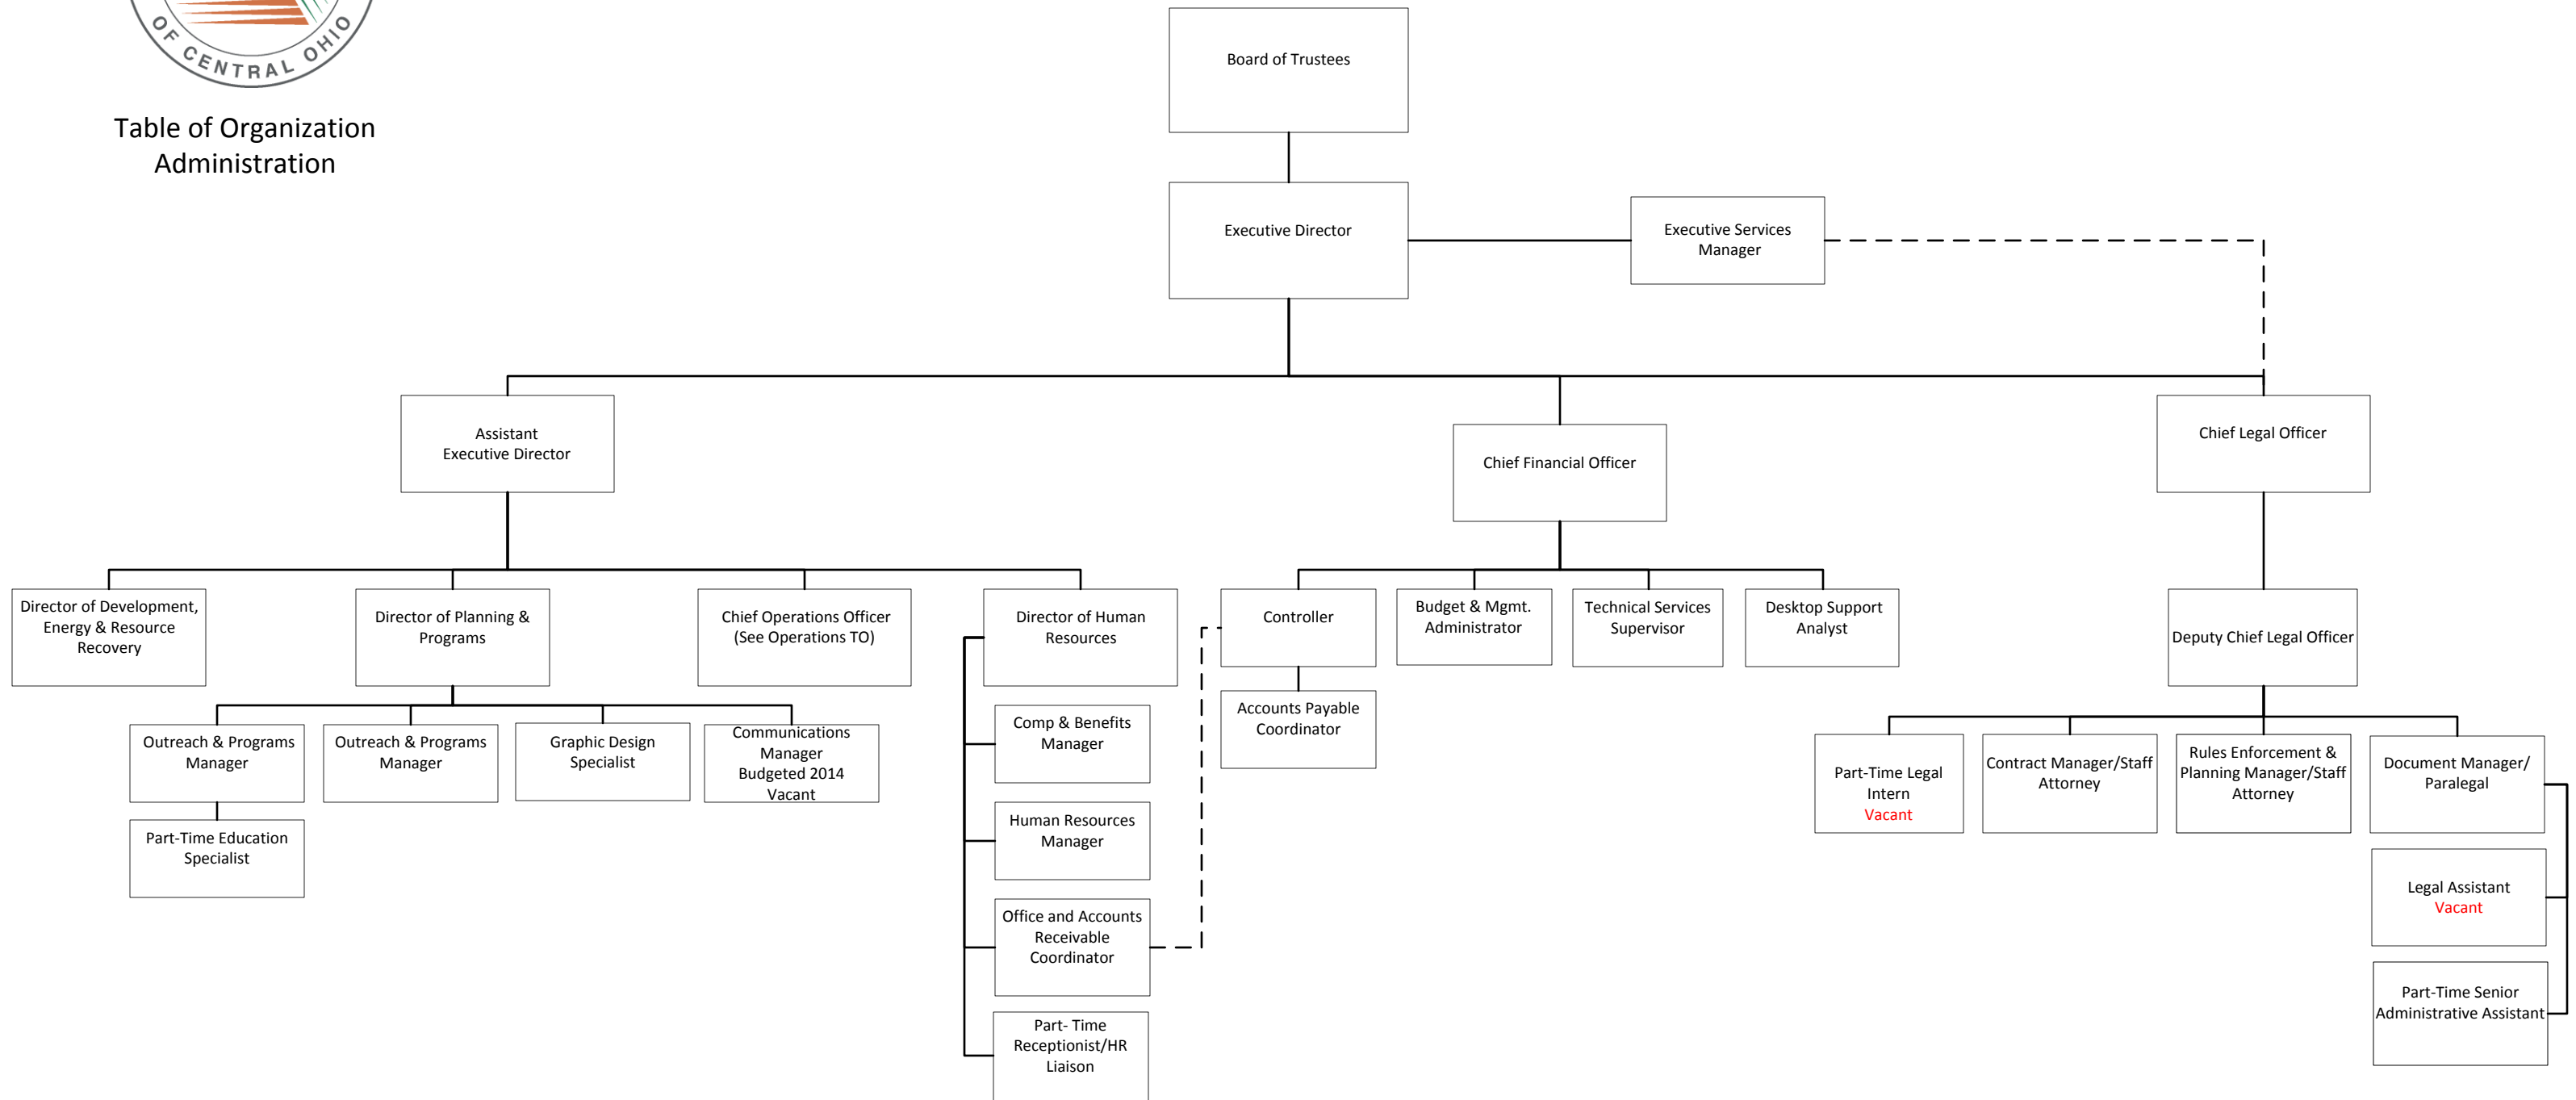 OF CENTRAL OHIO
Table of Organization
Administration
Board of Trustees
Executive Director
Executive Services
Manager
Assistant
Executive Director
Chief Financial Officer
Chief Legal Officer
Director of Development,
Energy & Resource
Recovery
Director of Planning &
Programs
Chief Operations Officer
(See Operations TO)
Director of Human
Resources
Controller
Budget & Mgmt.
Administrator
Technical Services
Supervisor
Desktop Support
Analyst
Deputy Chief Legal Officer
Outreach & Programs
Manager
Outreach & Programs
Manager
Graphic Design
Specialist
Communications
Manager
Budgeted 2014
Vacant
Comp & Benefits
Manager
Accounts Payable
Coordinator
Part-Time Legal
Intern
Vacant
Contract Manager/Staff
Attorney
Rules Enforcement &
Planning Manager/Staff
Attorney
Document Manager/
Paralegal
Part-Time Education
Specialist
Human Resources
Manager
Legal Assistant
Vacant
Office and Accounts
Receivable
Coordinator
Part-Time Senior
Administrative Assistant
Part- Time
Receptionist/HR
Liaison